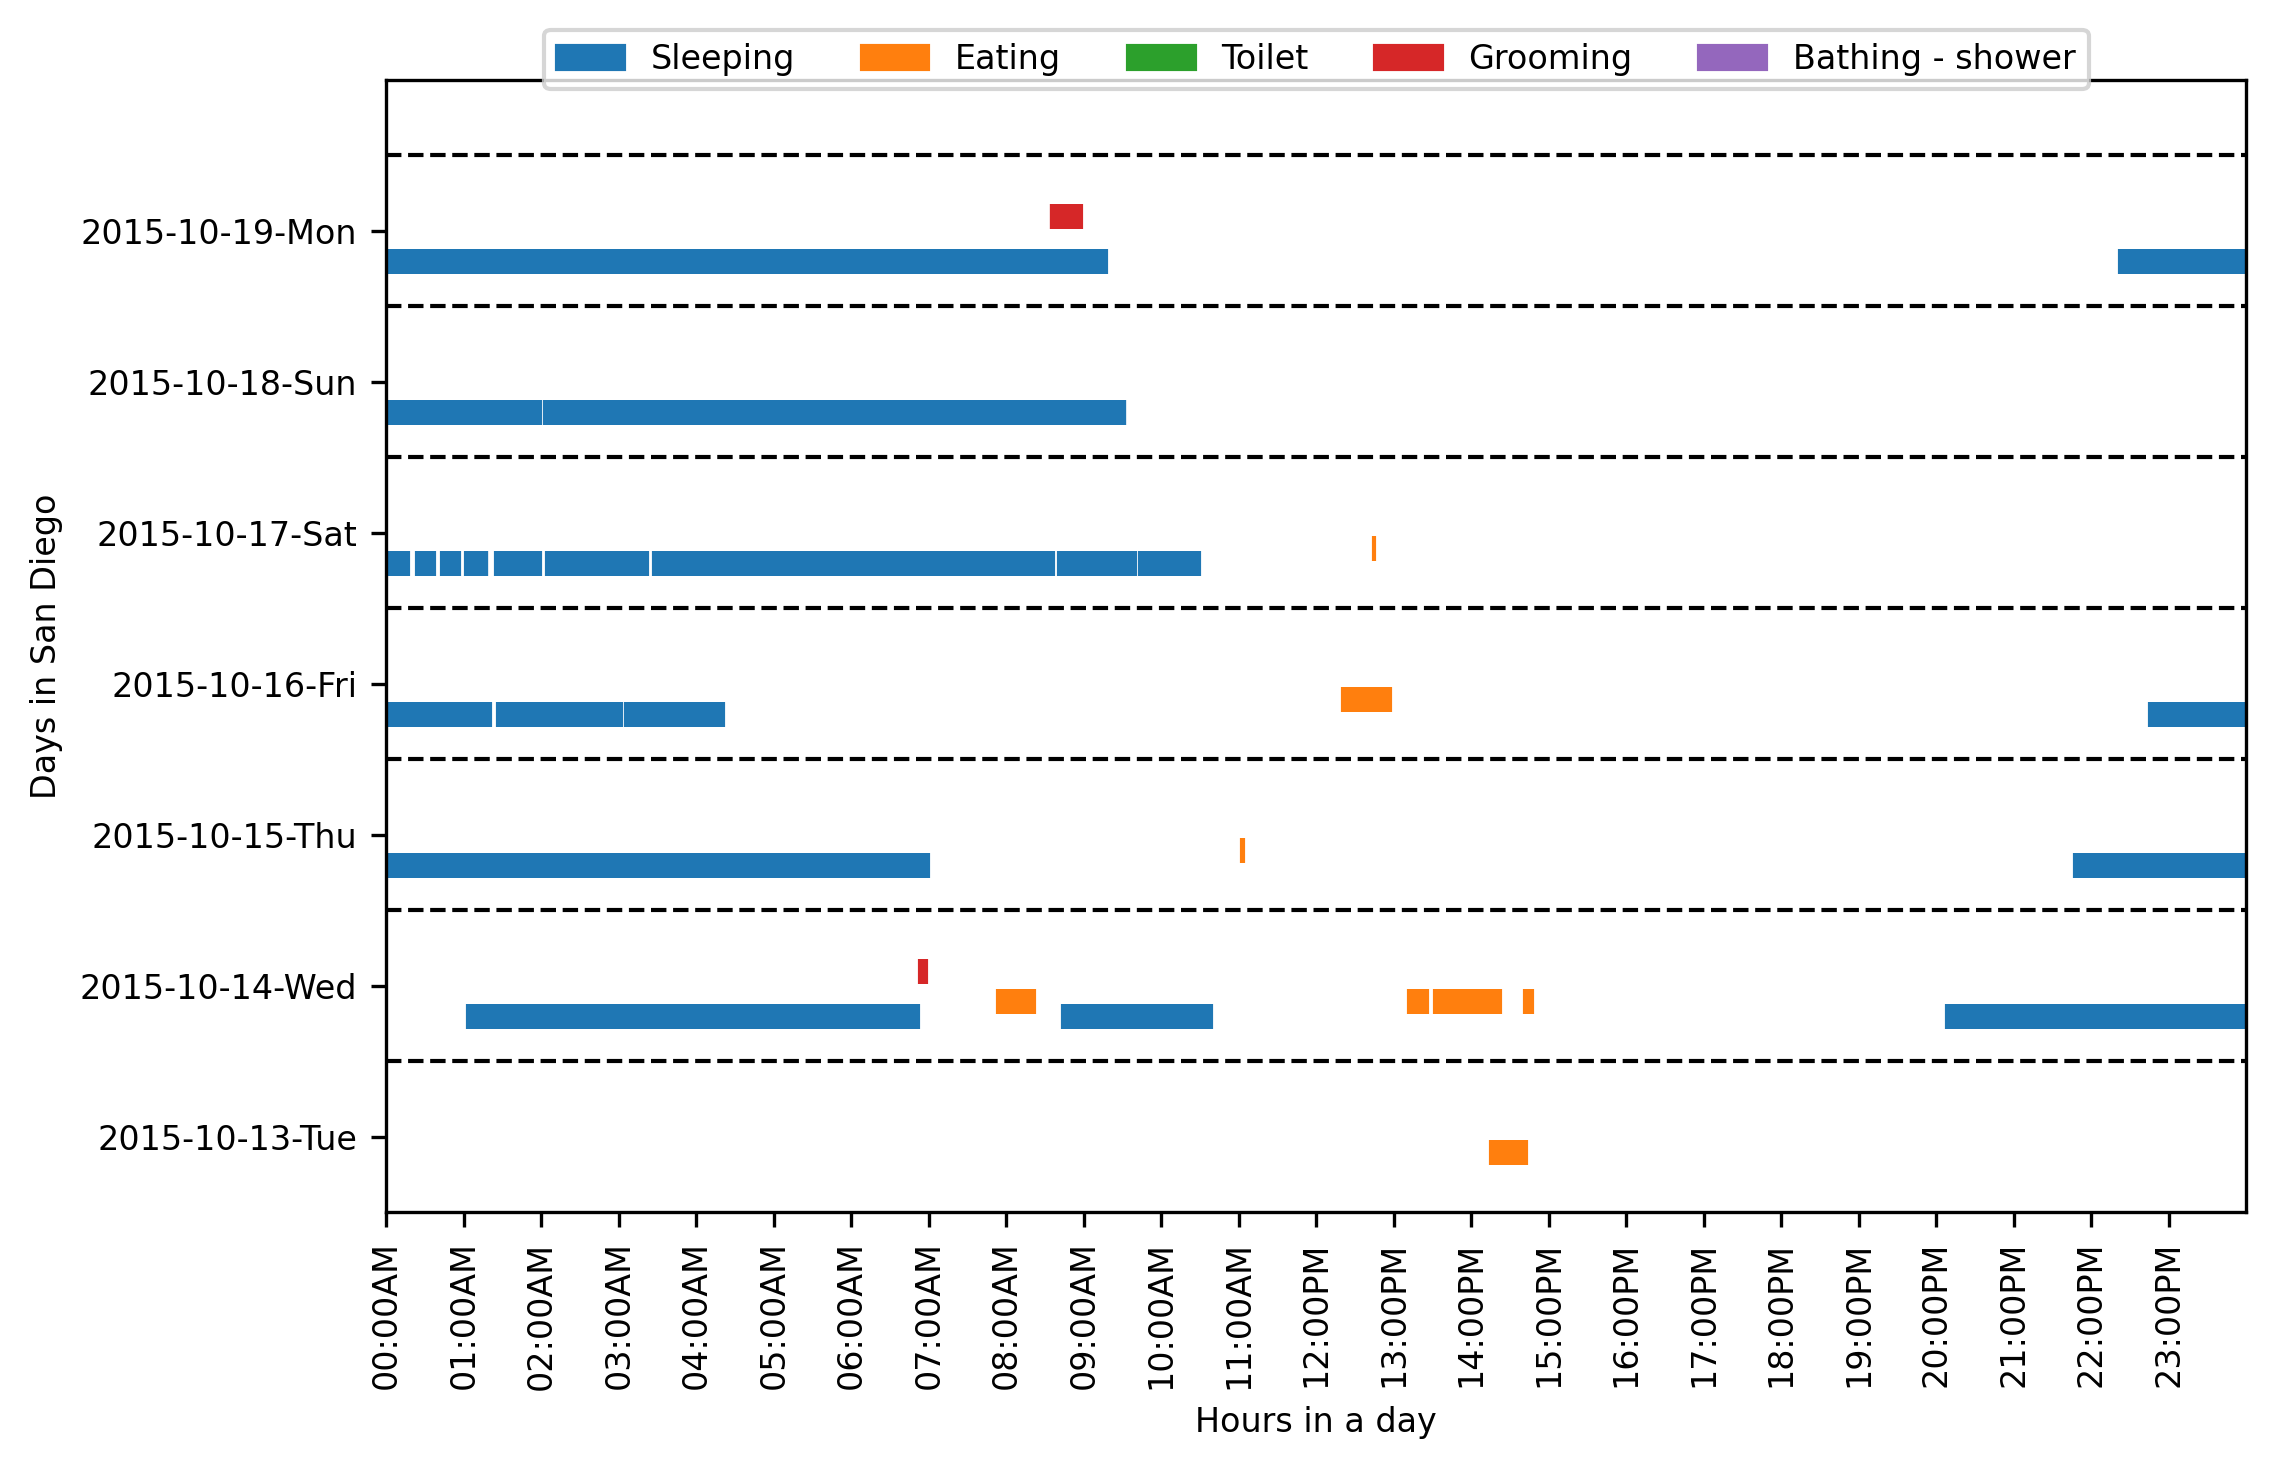 Sleeping Eating Toilet Grooming Bathing - shower
2015-10-19-Mon
2015-10-18-Sun
2015-10-17-Sat
2015-10-16-Fri
2015-10-15-Thu
2015-10-14-Wed
2015-10-13-Tue
Days in San Diego
00:00AM
01:00AM
02:00AM
03:00AM
04:00AM
05:00AM
06:00AM
07:00AM
08:00AM
09:00AM
10:00AM
11:00AM
12:00PM
13:00PM
14:00PM
15:00PM
16:00PM
17:00PM
18:00PM
19:00PM
20:00PM
21:00PM
22:00PM
23:00PM
Hours in a day